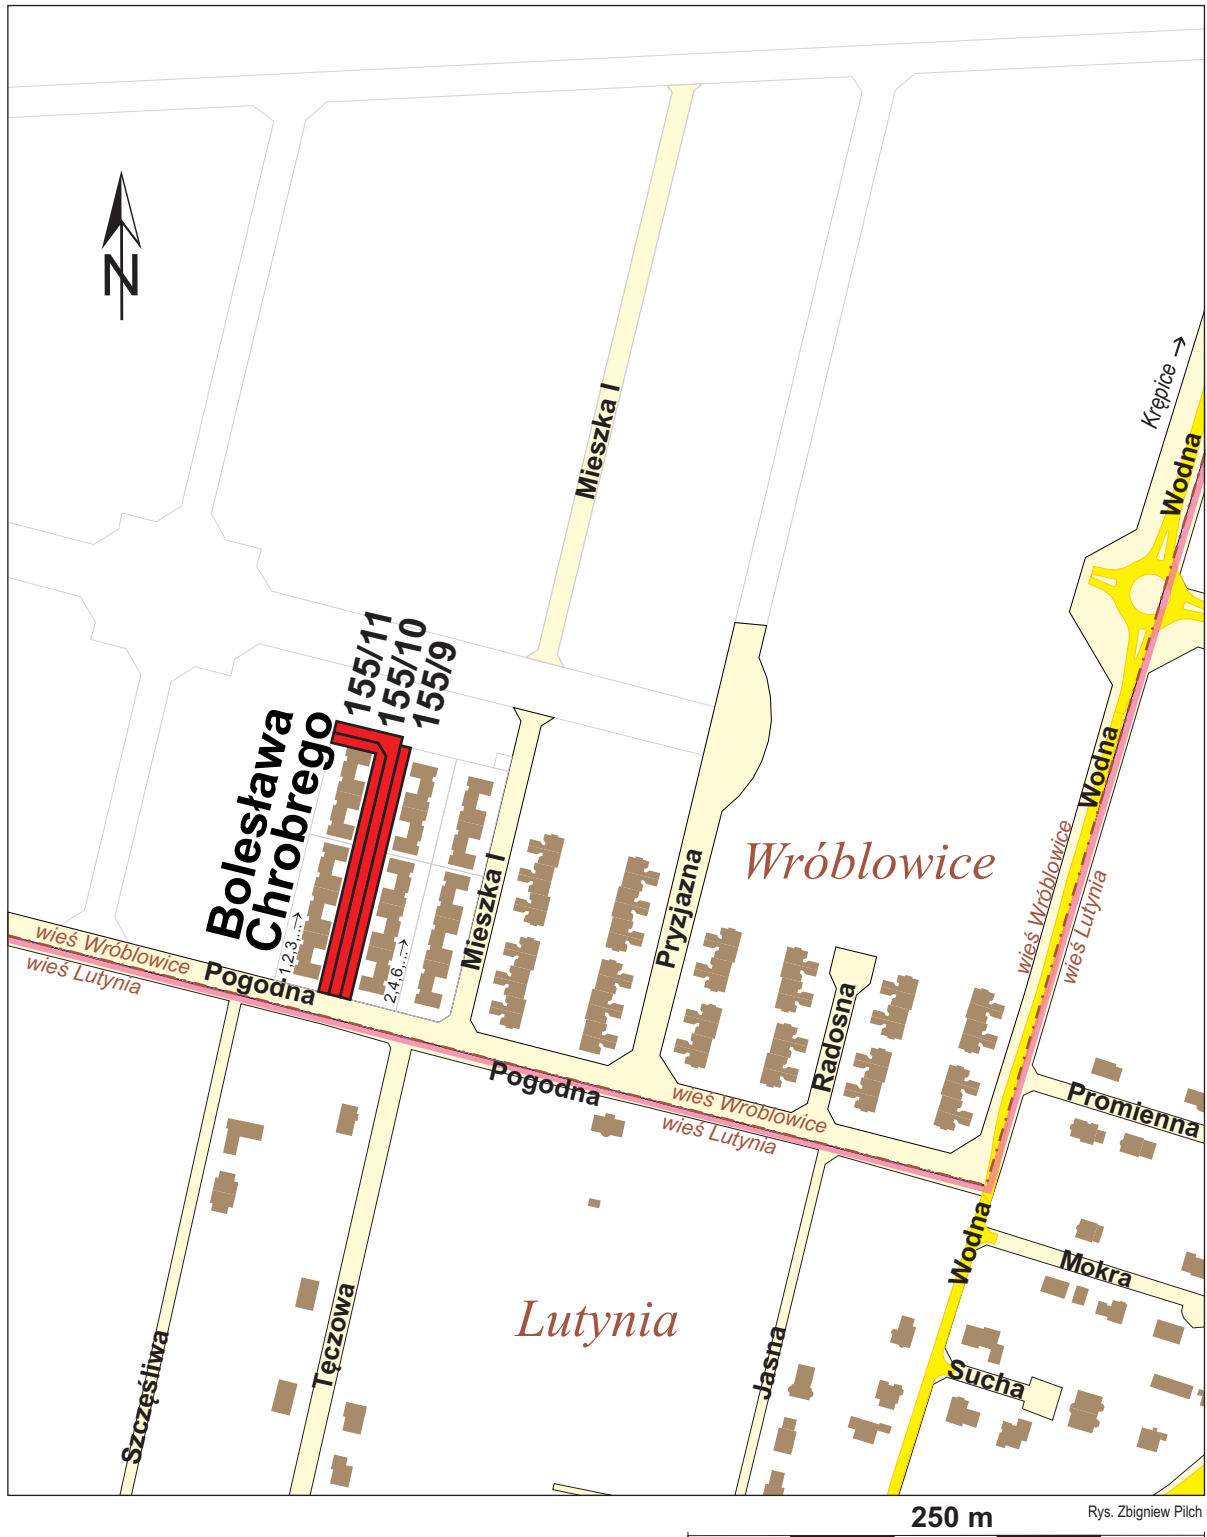 N
Krępice →
Mieszka I
Wodna
155/11
155/10
155/9
Bolesława
Chrobrego
Wodna
Wróblowice
wieś Wróblowice
wieś Lutynia
Mieszka I
Pryzjazna
1,2,3,...→
2,4,6,...→
wieś Wróblowice
wieś Lutynia
Pogodna
Radosna
Pogodna
wieś Wróblowice
wieś Lutynia
Promienna
Wodna
Mokra
Lutynia
Szczęśliwa
Tęczowa
Jasna
Sucha
250 m
Rys. Zbigniew Pilch